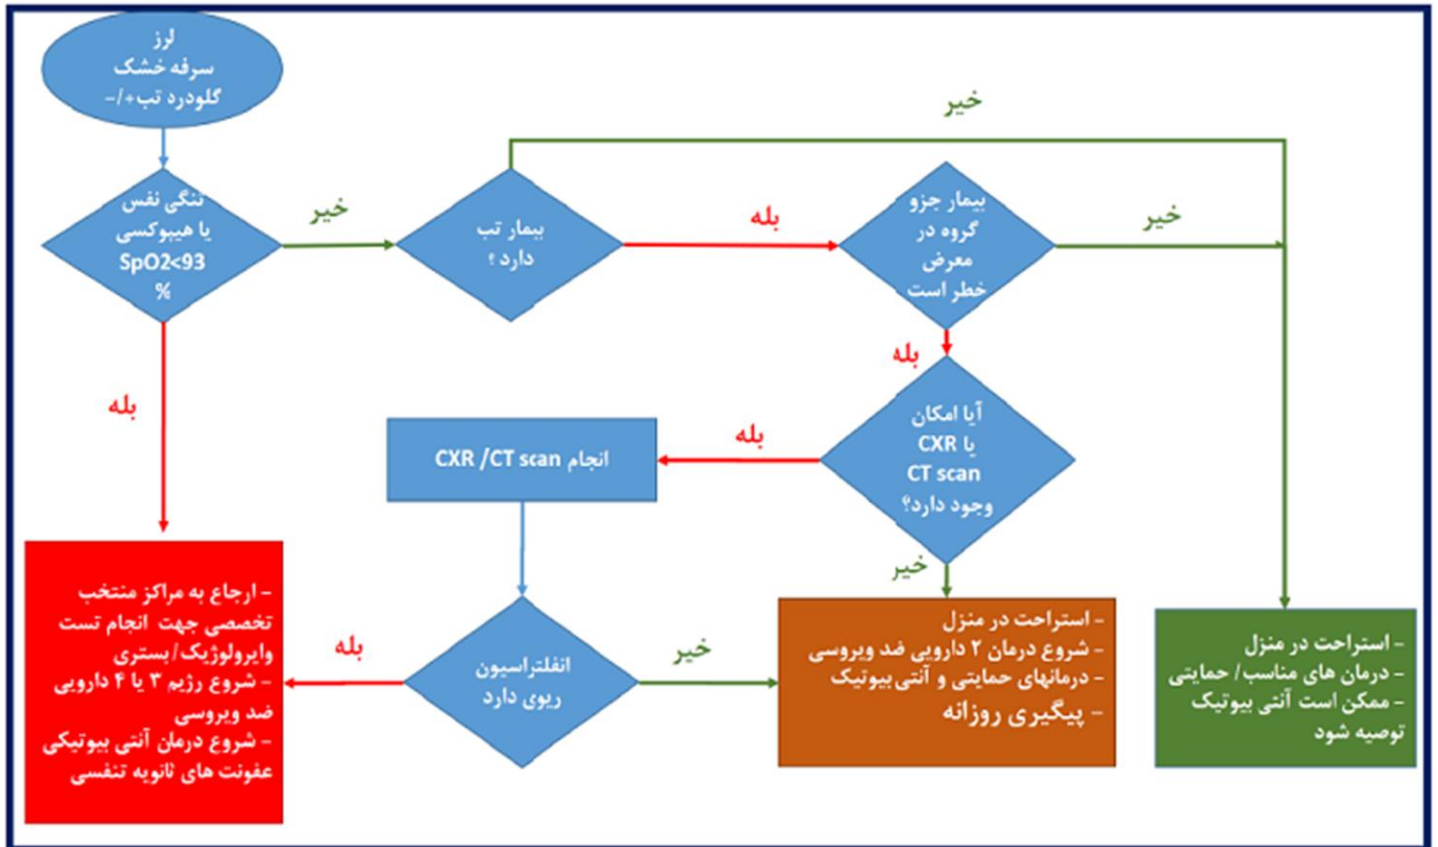 لرز
سرفه خشک
گلودرد تب+/-
تنگی نفس
یا هیپوکسی
SpO2<93
%
خیر
بیمار تب
دارد ؟
خیر
بله
بیمار جزو
گروه در
معرض
خطر است
خیر
بله
بله
آیا امکان
CXR یا
CT scan
وجود دارد؟
بله
انجام CXR /CT scan
خیر
انفلتراسیون
ریوی دارد
بله
خیر
- ارجاع به مراکز منتخب
تخصصی جهت انجام تست
وایرولوژیک/بستری
- شروع رژیم ۳ یا ۴ دارویی
ضد ویروسی
- شروع درمان آنتی بیوتیکی
عفونت های ثانویه تنفسی
- استراحت در منزل
- شروع درمان ۲ دارویی ضد ویروسی
- درمانهای حمایتی و آنتی بیوتیک
- پیگیری روزانه
- استراحت در منزل
- درمان های مناسب/ حمایتی
- ممکن است آنتی بیوتیک
توصیه شود